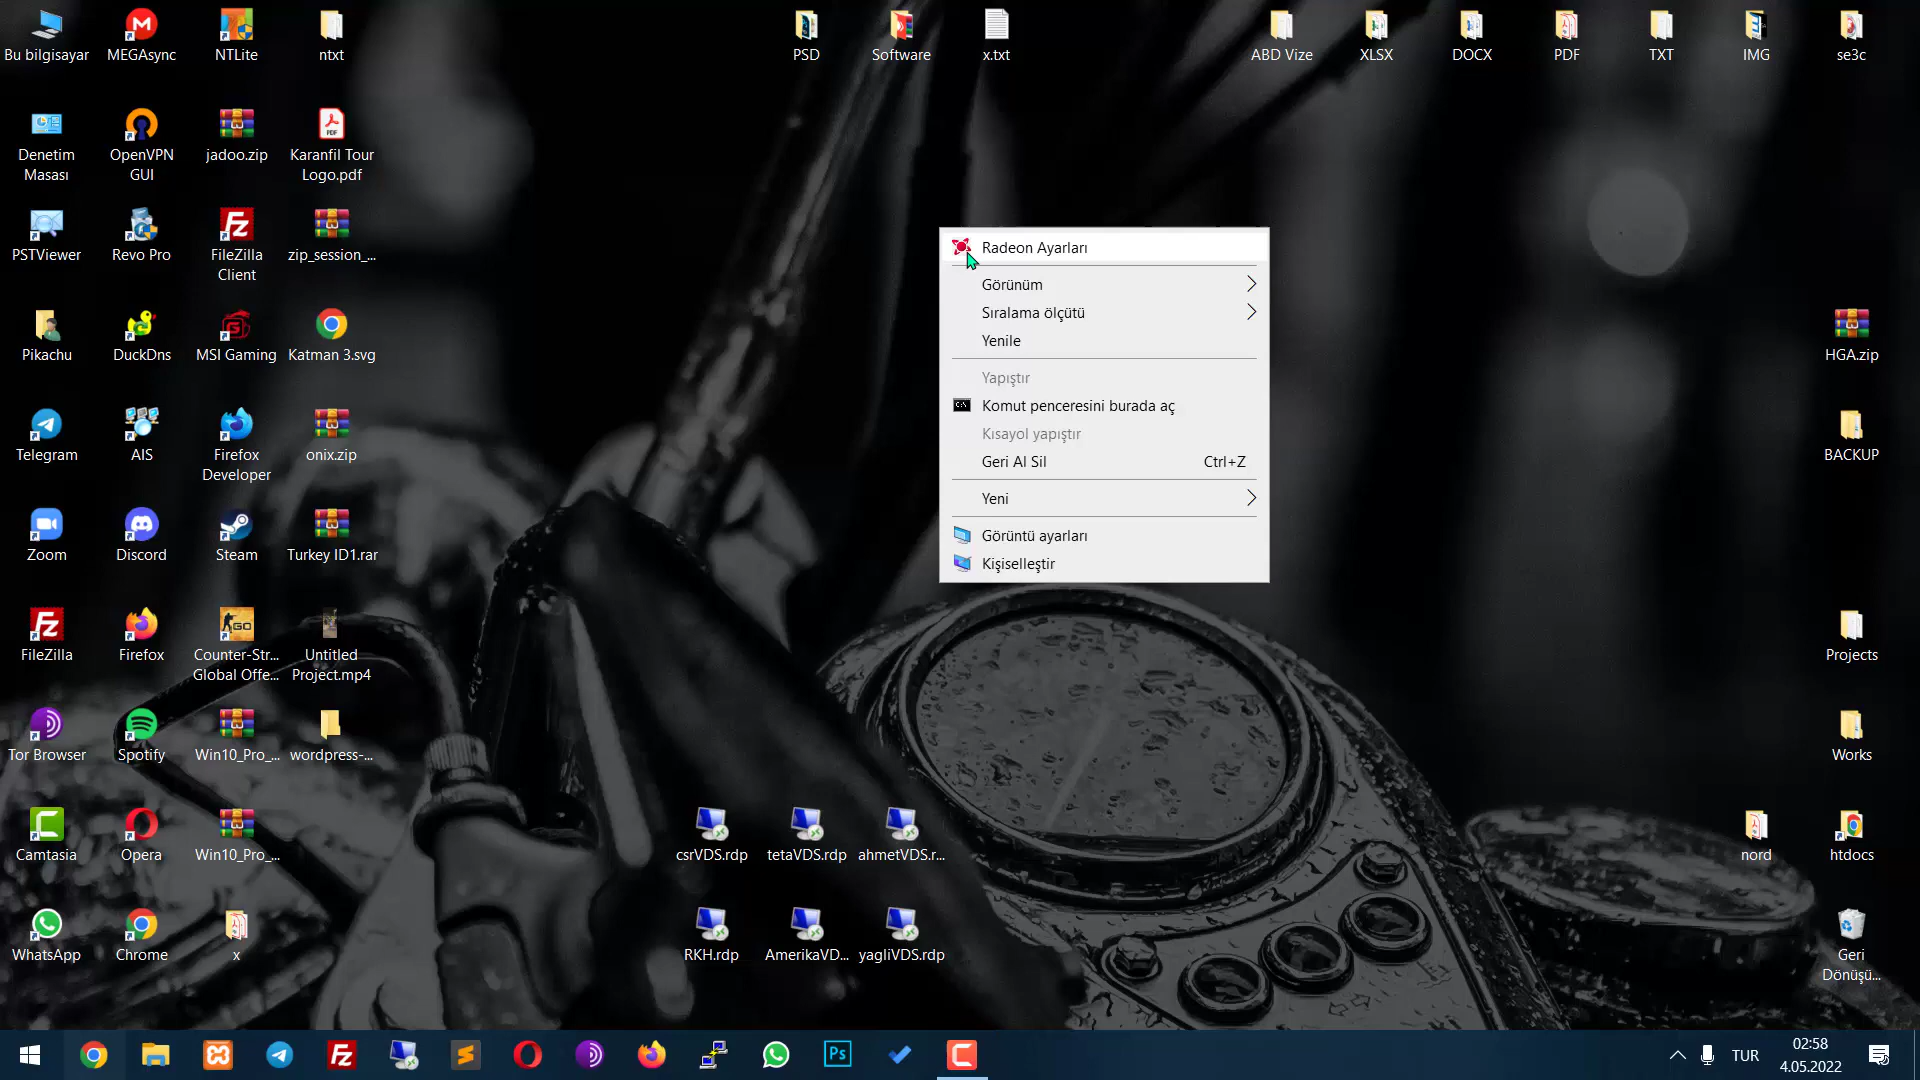 Bu bilgisayar
MEGAsync
NTLite
ntxt
PSD
Software
x.txt
ABD Vize
XLSX
DOCX
PDF
TXT
IMG
se3c
Denetim
Masası
OpenVPN
GUI
jadoo.zip
Karanfil Tour
Logo.pdf
PSTViewer
Revo Pro
FileZilla
Client
zip_session_...
Radeon Ayarları
Görünüm
Sıralama ölçütü
Yenile
Yapıştır
Komut penceresini burada aç
Kısayol yapıştır
Geri Al Sil Ctrl+Z
Yeni
Görüntü ayarları
Kişiselleştir
Pikachu
DuckDns
MSI Gaming
Katman 3.svg
HGA.zip
Telegram
AIS
Firefox
Developer
onix.zip
BACKUP
Zoom
Discord
Steam
Turkey ID1.rar
FileZilla
Firefox
Counter-Str...
Global Offe...
Untitled
Project.mp4
Projects
Tor Browser
Spotify
Win10_Pro_...
wordpress-...
Works
Camtasia
Opera
Win10_Pro_...
csrVDS.rdp
tetaVDS.rdp
ahmetVDS.r...
nord
htdocs
WhatsApp
Chrome
x
RKH.rdp
AmerikaVD...
yagliVDS.rdp
Geri
Dönüşü...
TUR
02:58
4.05.2022